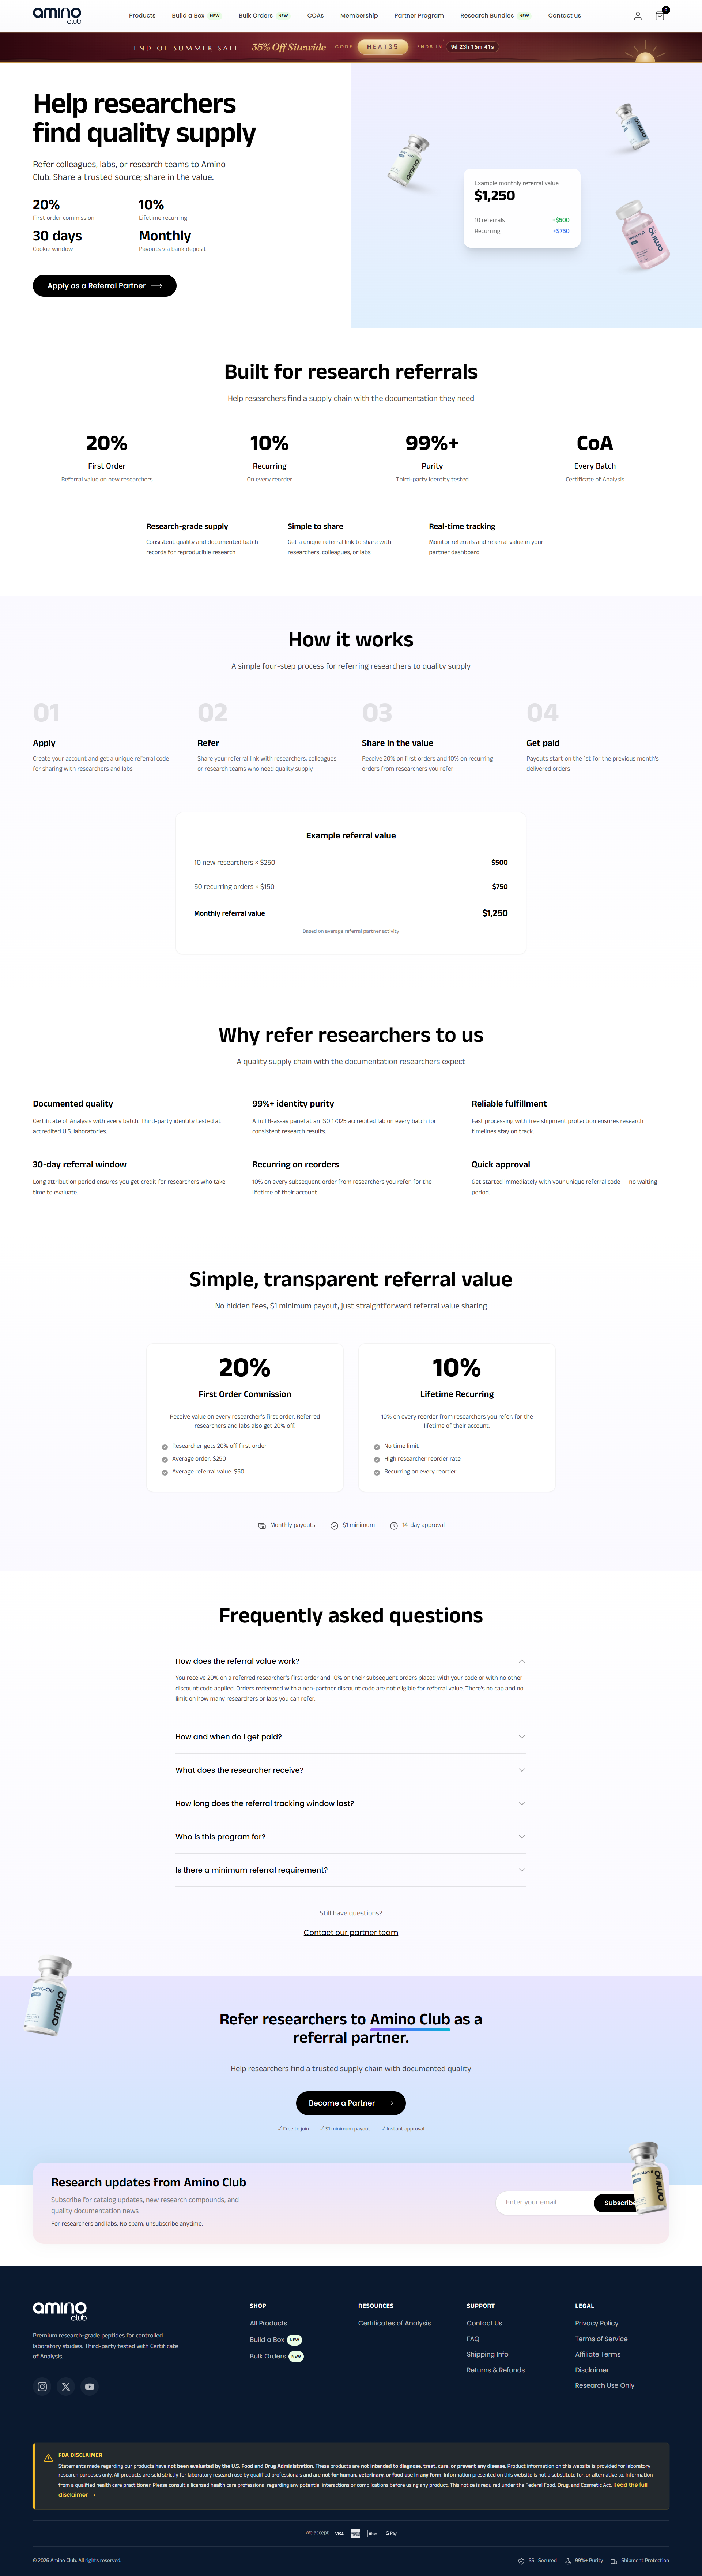 amino
club
Products
Build a Box NEW
Bulk Orders NEW
COAs
Membership
Partner Program
Research Bundles NEW
Contact us
0
END OF SUMMER SALE 35% Off Sitewide CODE HEAT35 ENDS IN 9d 23h 15m 41s
Help researchers
find quality supply
Refer colleagues, labs, or research teams to Amino
Club. Share a trusted source; share in the value.
20%
First order commission
10%
Lifetime recurring
30 days
Cookie window
Monthly
Payouts via bank deposit
Apply as a Referral Partner
Example monthly referral value
$1,250
10 referrals +$500
Recurring +$750
Built for research referrals
Help researchers find a supply chain with the documentation they need
20%
First Order
Referral value on new researchers
10%
Recurring
On every reorder
99%+
Purity
Third-party identity tested
CoA
Every Batch
Certificate of Analysis
Research-grade supply
Consistent quality and documented batch
records for reproducible research
Simple to share
Get a unique referral link to share with
researchers, colleagues, or labs
Real-time tracking
Monitor referrals and referral value in your
partner dashboard
How it works
A simple four-step process for referring researchers to quality supply
01
Apply
Create your account and get a unique referral code
for sharing with researchers and labs
02
Refer
Share your referral link with researchers, colleagues,
or research teams who need quality supply
03
Share in the value
Receive 20% on first orders and 10% on recurring
orders from researchers you refer
04
Get paid
Payouts start on the 1st for the previous month's
delivered orders
Example referral value
10 new researchers × $250 $500
50 recurring orders × $150 $750
Monthly referral value $1,250
Based on average referral partner activity
Why refer researchers to us
A quality supply chain with the documentation researchers expect
Documented quality
Certificate of Analysis with every batch. Third-party identity tested at
accredited U.S. laboratories.
99%+ identity purity
A full 8-assay panel at an ISO 17025 accredited lab on every batch for
consistent research results.
Reliable fulfillment
Fast processing with free shipment protection ensures research
timelines stay on track.
30-day referral window
Long attribution period ensures you get credit for researchers who take
time to evaluate.
Recurring on reorders
10% on every subsequent order from researchers you refer, for the
lifetime of their account.
Quick approval
Get started immediately with your unique referral code — no waiting
period.
Simple, transparent referral value
No hidden fees, $1 minimum payout, just straightforward referral value sharing
20%
First Order Commission
Receive value on every researcher's first order. Referred
researchers and labs also get 20% off.
Researcher gets 20% off first order
Average order: $250
Average referral value: $50
10%
Lifetime Recurring
10% on every reorder from researchers you refer, for the
lifetime of their account.
No time limit
High researcher reorder rate
Recurring on every reorder
Monthly payouts
$1 minimum
14-day approval
Frequently asked questions
How does the referral value work?
You receive 20% on a referred researcher's first order and 10% on their subsequent orders placed with your code or with no other
discount code applied. Orders redeemed with a non-partner discount code are not eligible for referral value. There's no cap and no
limit on how many researchers or labs you can refer.
How and when do I get paid?
What does the researcher receive?
How long does the referral tracking window last?
Who is this program for?
Is there a minimum referral requirement?
Still have questions?
Contact our partner team
Refer researchers to Amino Club as a
referral partner.
Help researchers find a trusted supply chain with documented quality
Become a Partner
✓ Free to join
✓ $1 minimum payout
✓ Instant approval
Research updates from Amino Club
Subscribe for catalog updates, new research compounds, and
quality documentation news
For researchers and labs. No spam, unsubscribe anytime.
Enter your email
Subscribe
amino
club
Premium research-grade peptides for controlled
laboratory studies. Third-party tested with Certificate
of Analysis.
SHOP
All Products
Build a Box NEW
Bulk Orders NEW
RESOURCES
Certificates of Analysis
SUPPORT
Contact Us
FAQ
Shipping Info
Returns & Refunds
LEGAL
Privacy Policy
Terms of Service
Affiliate Terms
Disclaimer
Research Use Only
FDA DISCLAIMER
Statements made regarding our products have not been evaluated by the U.S. Food and Drug Administration. These products are not intended to diagnose, treat, cure, or prevent any disease. Product information on this website is provided for laboratory
research purposes only. All products are sold strictly for laboratory research use by qualified professionals and are not for human, veterinary, or food use in any form. Information presented on this website is not a substitute for, or alternative to, information
from a qualified health care practitioner. Please consult a licensed health care professional regarding any potential interactions or complications before using any product. This notice is required under the Federal Food, Drug, and Cosmetic Act. Read the full
disclaimer →
We accept VISA Pay G Pay
© 2026 Amino Club. All rights reserved.
SSL Secured
99%+ Purity
Shipment Protection